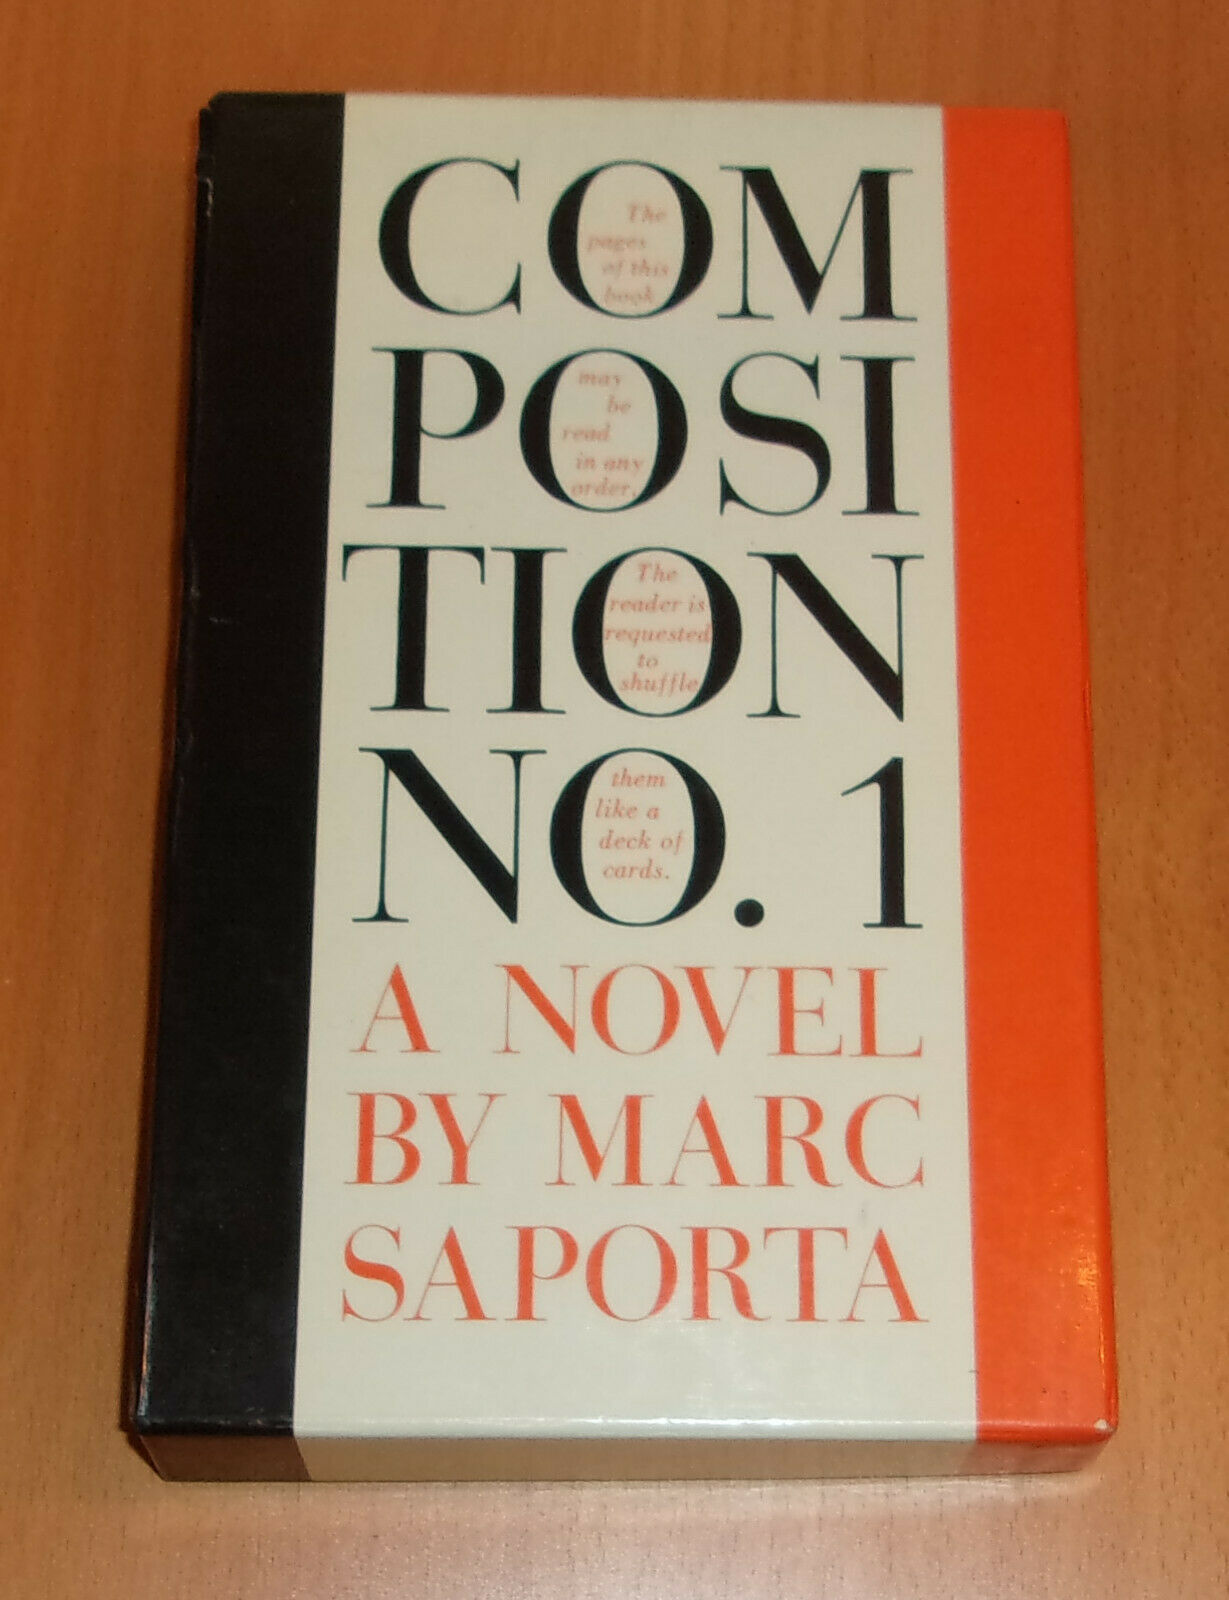 COM
The
pages
of this
book
POSI
may
be
read
in any
order.
TION
The
reader is
requested
to
shuffle
NO. 1
them
like a
deck of
cards.
A NOVEL
BY MARC
SAPORTA